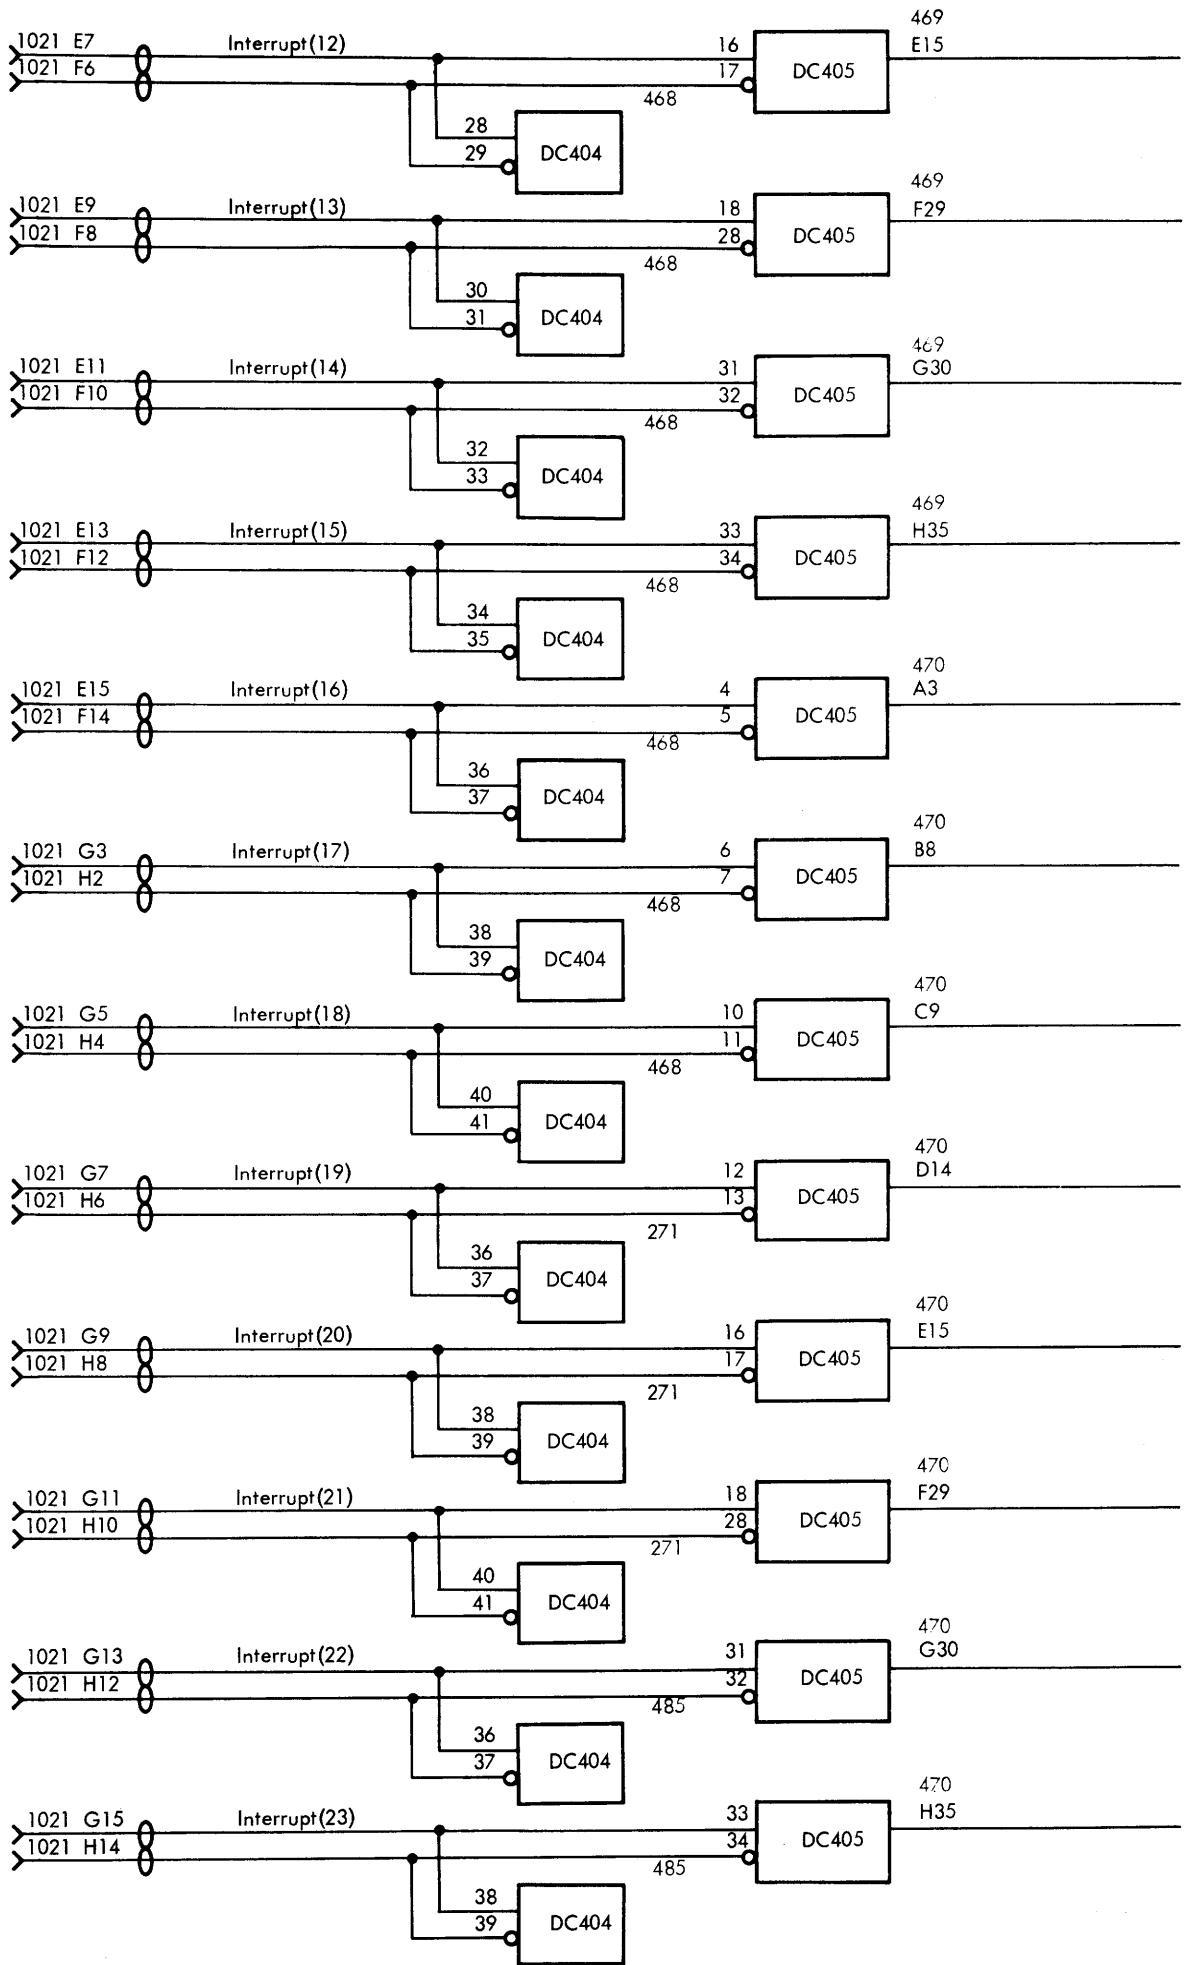 469
1021 E7 Interrupt(12) 16 E15
1021 F6 17 DC405
468
28
29 DC404
469
1021 E9 Interrupt(13) 18 F29
1021 F8 28 DC405
468
30
31 DC404
469
1021 E11 Interrupt(14) 31 G30
1021 F10 32 DC405
468
32
33 DC404
469
1021 E13 Interrupt(15) 33 H35
1021 F12 34 DC405
468
34
35 DC404
470
1021 E15 Interrupt(16) 4 A3
1021 F14 5 DC405
468
36
37 DC404
470
1021 G3 Interrupt(17) 6 B8
1021 H2 7 DC405
468
38
39 DC404
470
1021 G5 Interrupt(18) 10 C9
1021 H4 11 DC405
468
40
41 DC404
470
1021 G7 Interrupt(19) 12 D14
1021 H6 13 DC405
271
36
37 DC404
470
1021 G9 Interrupt(20) 16 E15
1021 H8 17 DC405
271
38
39 DC404
470
1021 G11 Interrupt(21) 18 F29
1021 H10 28 DC405
271
40
41 DC404
470
1021 G13 Interrupt(22) 31 G30
1021 H12 32 DC405
485
36
37 DC404
470
1021 G15 Interrupt(23) 33 H35
1021 H14 34 DC405
485
38
39 DC404